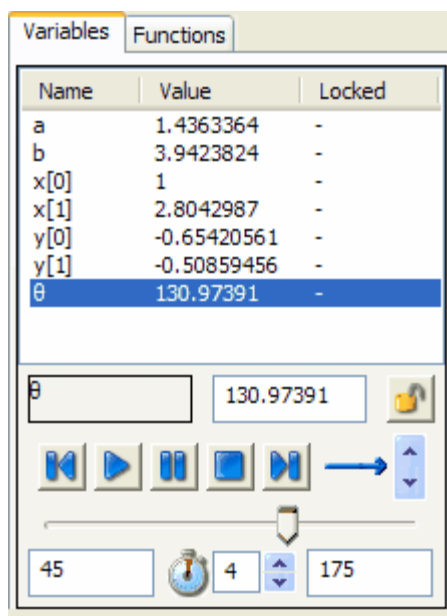 Variables Functions
Name Value Locked
a 1.4363364 -
b 3.9423824 -
x[0] 1 -
x[1] 2.8042987 -
y[0] -0.65420561 -
y[1] -0.50859456 -
θ 130.97391 -
θ 130.97391
45 4 175